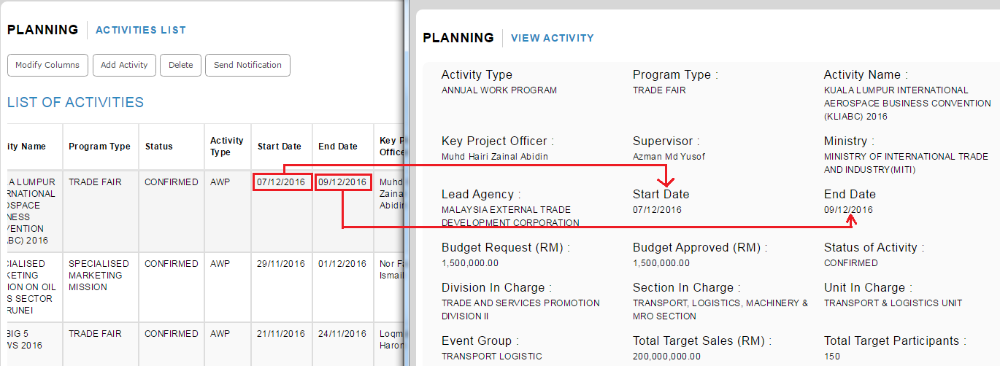 PLANNING ACTIVITIES LIST
Modify Columns Add Activity Delete Send Notification
LIST OF ACTIVITIES
ity Name Program Type Status Activity Type Start Date End Date Key P Office
A LUMPUR
RNATIONAL
OSPACE
NESS
VENTION
ABC) 2016
TRADE FAIR
CONFIRMED
AWP
07/12/2016
09/12/2016
Muhd
Zaina
Abidin
CIALISED
KETING
SION ON OIL
S SECTOR
RUNEI
SPECIALISED
MARKETING
MISSION
CONFIRMED
AWP
29/11/2016
01/12/2016
Nor Fa
Ismail
BIG 5
WS 2016
TRADE FAIR
CONFIRMED
AWP
21/11/2016
24/11/2016
Loqm
Haron
PLANNING VIEW ACTIVITY
Activity Type
ANNUAL WORK PROGRAM
Program Type :
TRADE FAIR
Activity Name :
KUALA LUMPUR INTERNATIONAL
AEROSPACE BUSINESS CONVENTION
(KLIABC) 2016
Key Project Officer :
Muhd Hairi Zainal Abidin
Supervisor :
Azman Md Yusof
Ministry :
MINISTRY OF INTERNATIONAL TRADE
AND INDUSTRY(MITI)
Lead Agency :
MALAYSIA EXTERNAL TRADE
DEVELOPMENT CORPORATION
Start Date
07/12/2016
End Date
09/12/2016
Budget Request (RM) :
1,500,000.00
Budget Approved (RM) :
1,500,000.00
Status of Activity :
CONFIRMED
Division In Charge :
TRADE AND SERVICES PROMOTION
DIVISION II
Section In Charge :
TRANSPORT, LOGISTICS, MACHINERY &
MRO SECTION
Unit In Charge :
TRANSPORT & LOGISTICS UNIT
Event Group :
TRANSPORT LOGISTIC
Total Target Sales (RM) :
200,000,000.00
Total Target Participants :
150